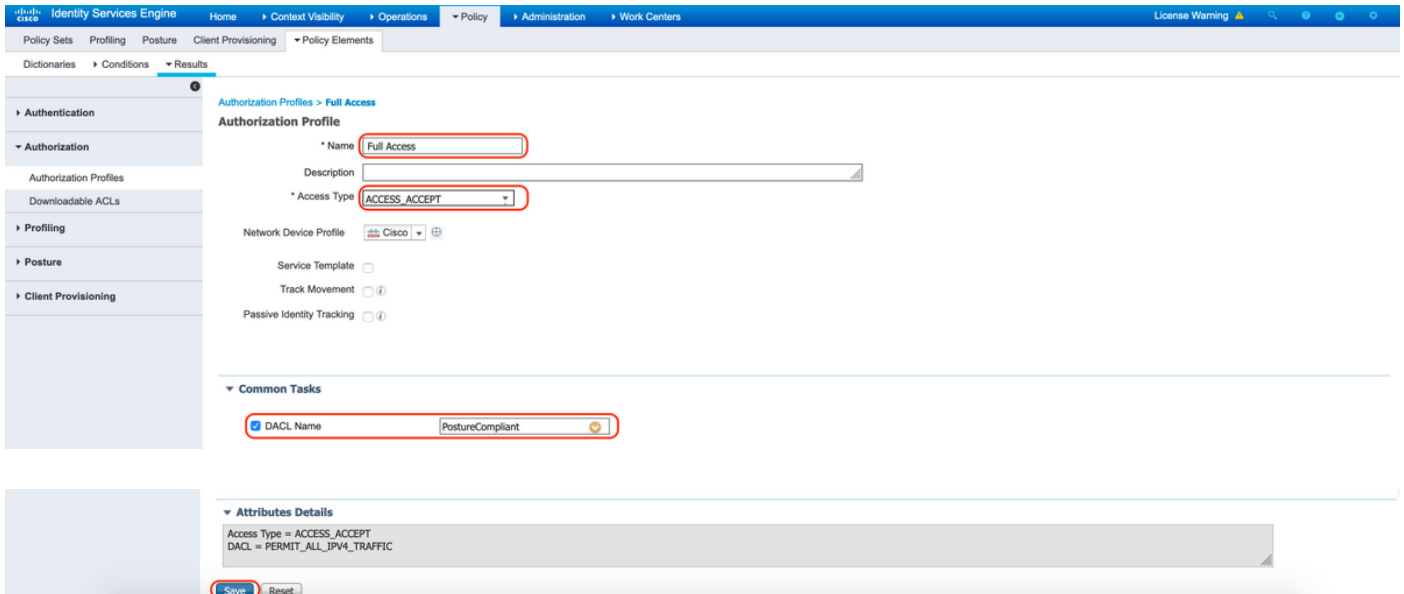 cisco Identity Services Engine Home Context Visibility Operations Policy Administration Work Centers License Warning
Policy Sets Profiling Posture Client Provisioning Policy Elements
Dictionaries Conditions Results
Authentication
Authorization
Authorization Profiles
Downloadable ACLs
Profiling
Posture
Client Provisioning
Authorization Profiles > Full Access
Authorization Profile
* Name Full Access
Description
* Access Type ACCESS_ACCEPT
Network Device Profile Cisco
Service Template
Track Movement
Passive Identity Tracking
Common Tasks
DACL Name PostureCompliant
Attributes Details
Access Type = ACCESS_ACCEPT
DACL = PERMIT_ALL_IPV4_TRAFFIC
Save Reset